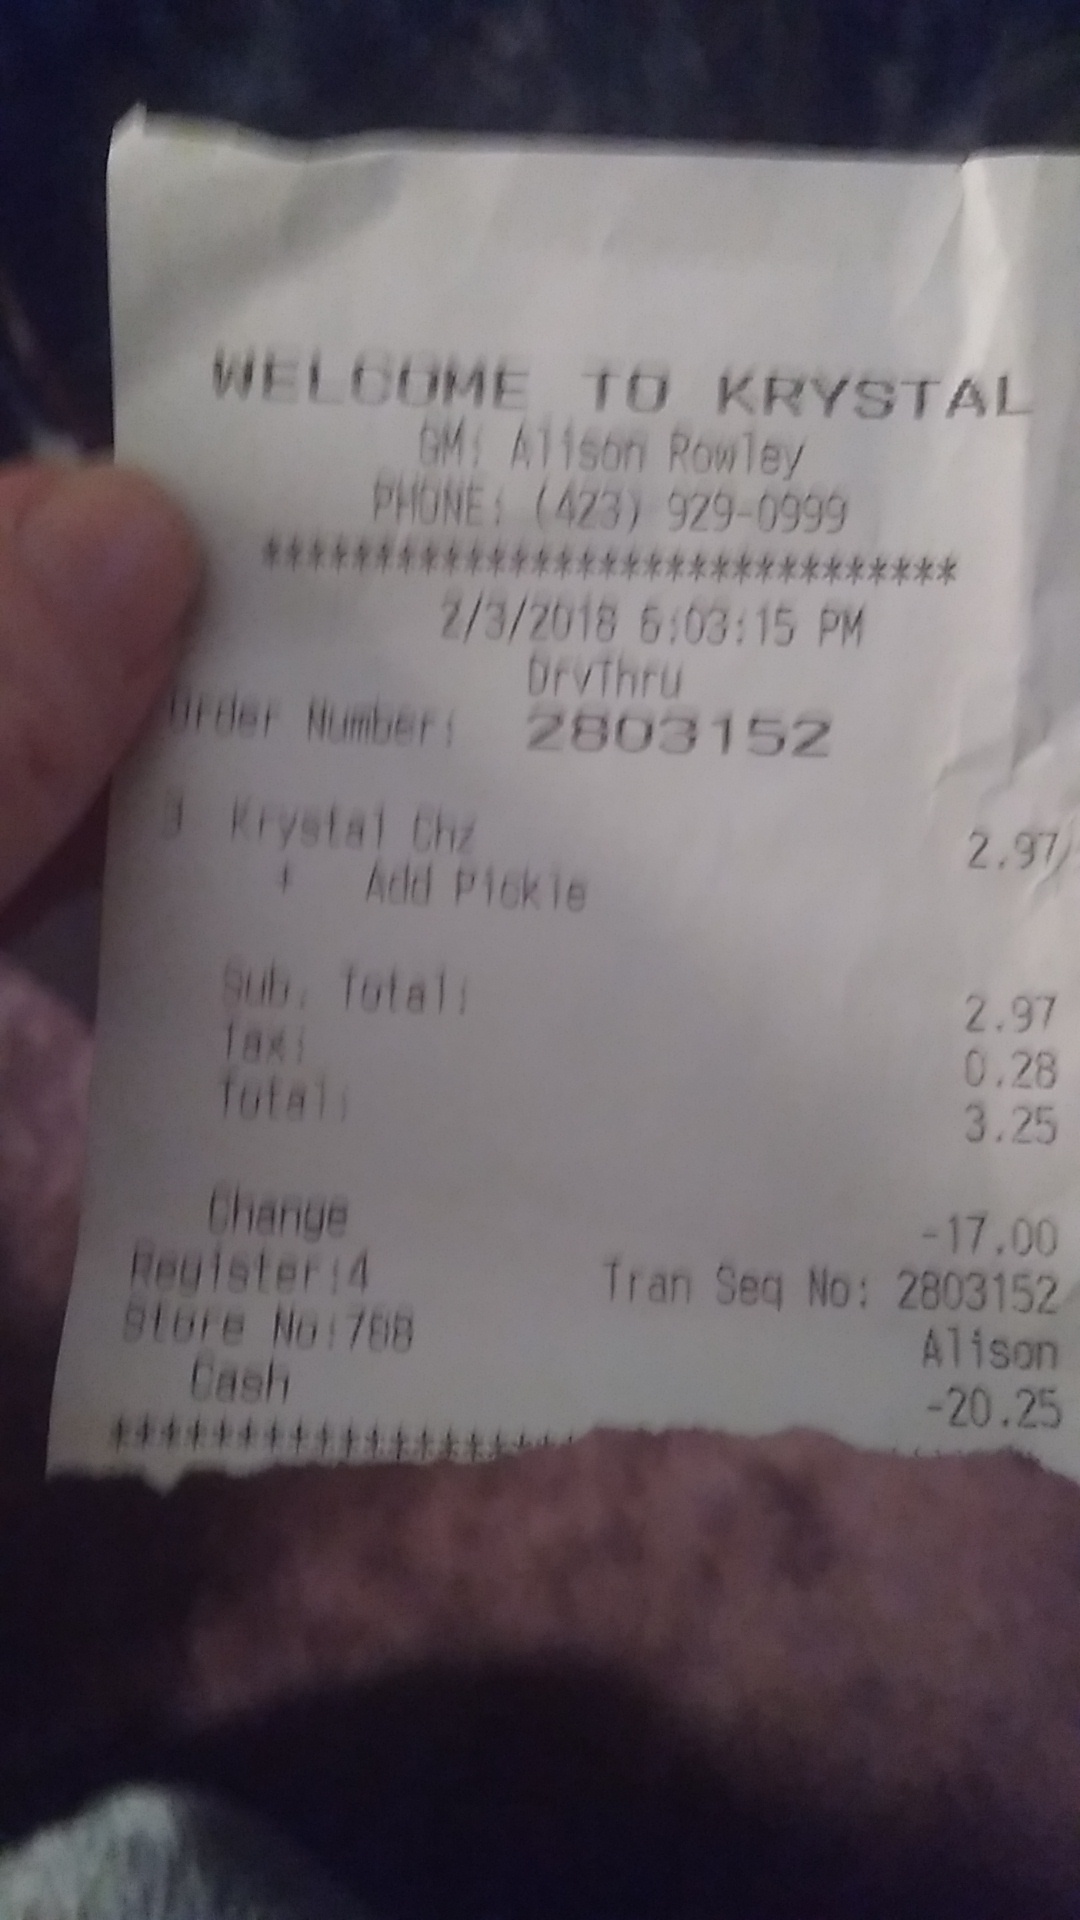 WELCOME TO KRYSTAL
GM: Alison Rowley
PHONE: (423) 929-0999
*******************************
2/3/2018 6:03:15 PM
DrvThru
Order Number: 2803152
3 Krystal Chz 2.97
+ Add Pickle
Sub. Total: 2.97
Tax: 0.28
Total: 3.25
Change -17.00
Register:4 Tran Seq No: 2803152
Store No: Alison
Cash -20.25